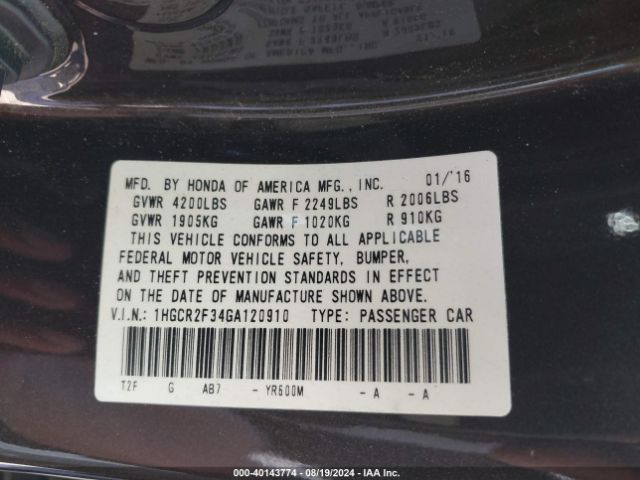 MFD. BY HONDA OF AMERICA MFG., INC. 01/'16
GVWR 4200LBS GAWR F 2249LBS R 2006LBS
GVWR 1905KG GAWR F 1020KG R 910KG
THIS VEHICLE CONFORMS TO ALL APPLICABLE
FEDERAL MOTOR VEHICLE SAFETY, BUMPER,
AND THEFT PREVENTION STANDARDS IN EFFECT
ON THE DATE OF MANUFACTURE SHOWN ABOVE.
V.I.N.: 1HGCR2F34GA120910 TYPE: PASSENGER CAR
T2F G AB7 - YR600M - A - A
000-40143774 - 08/19/2024 - IAA Inc.